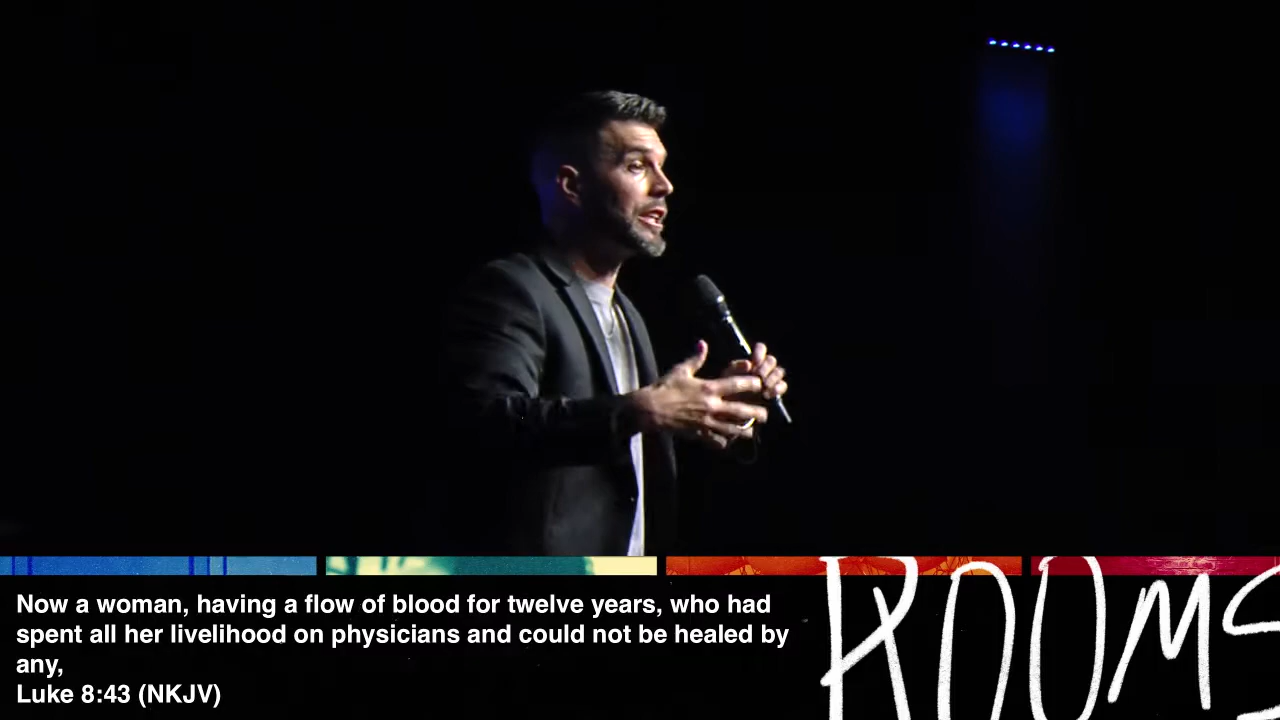 Now a woman, having a flow of blood for twelve years, who had
spent all her livelihood on physicians and could not be healed by
any,
Luke 8:43 (NKJV)
ROOMS